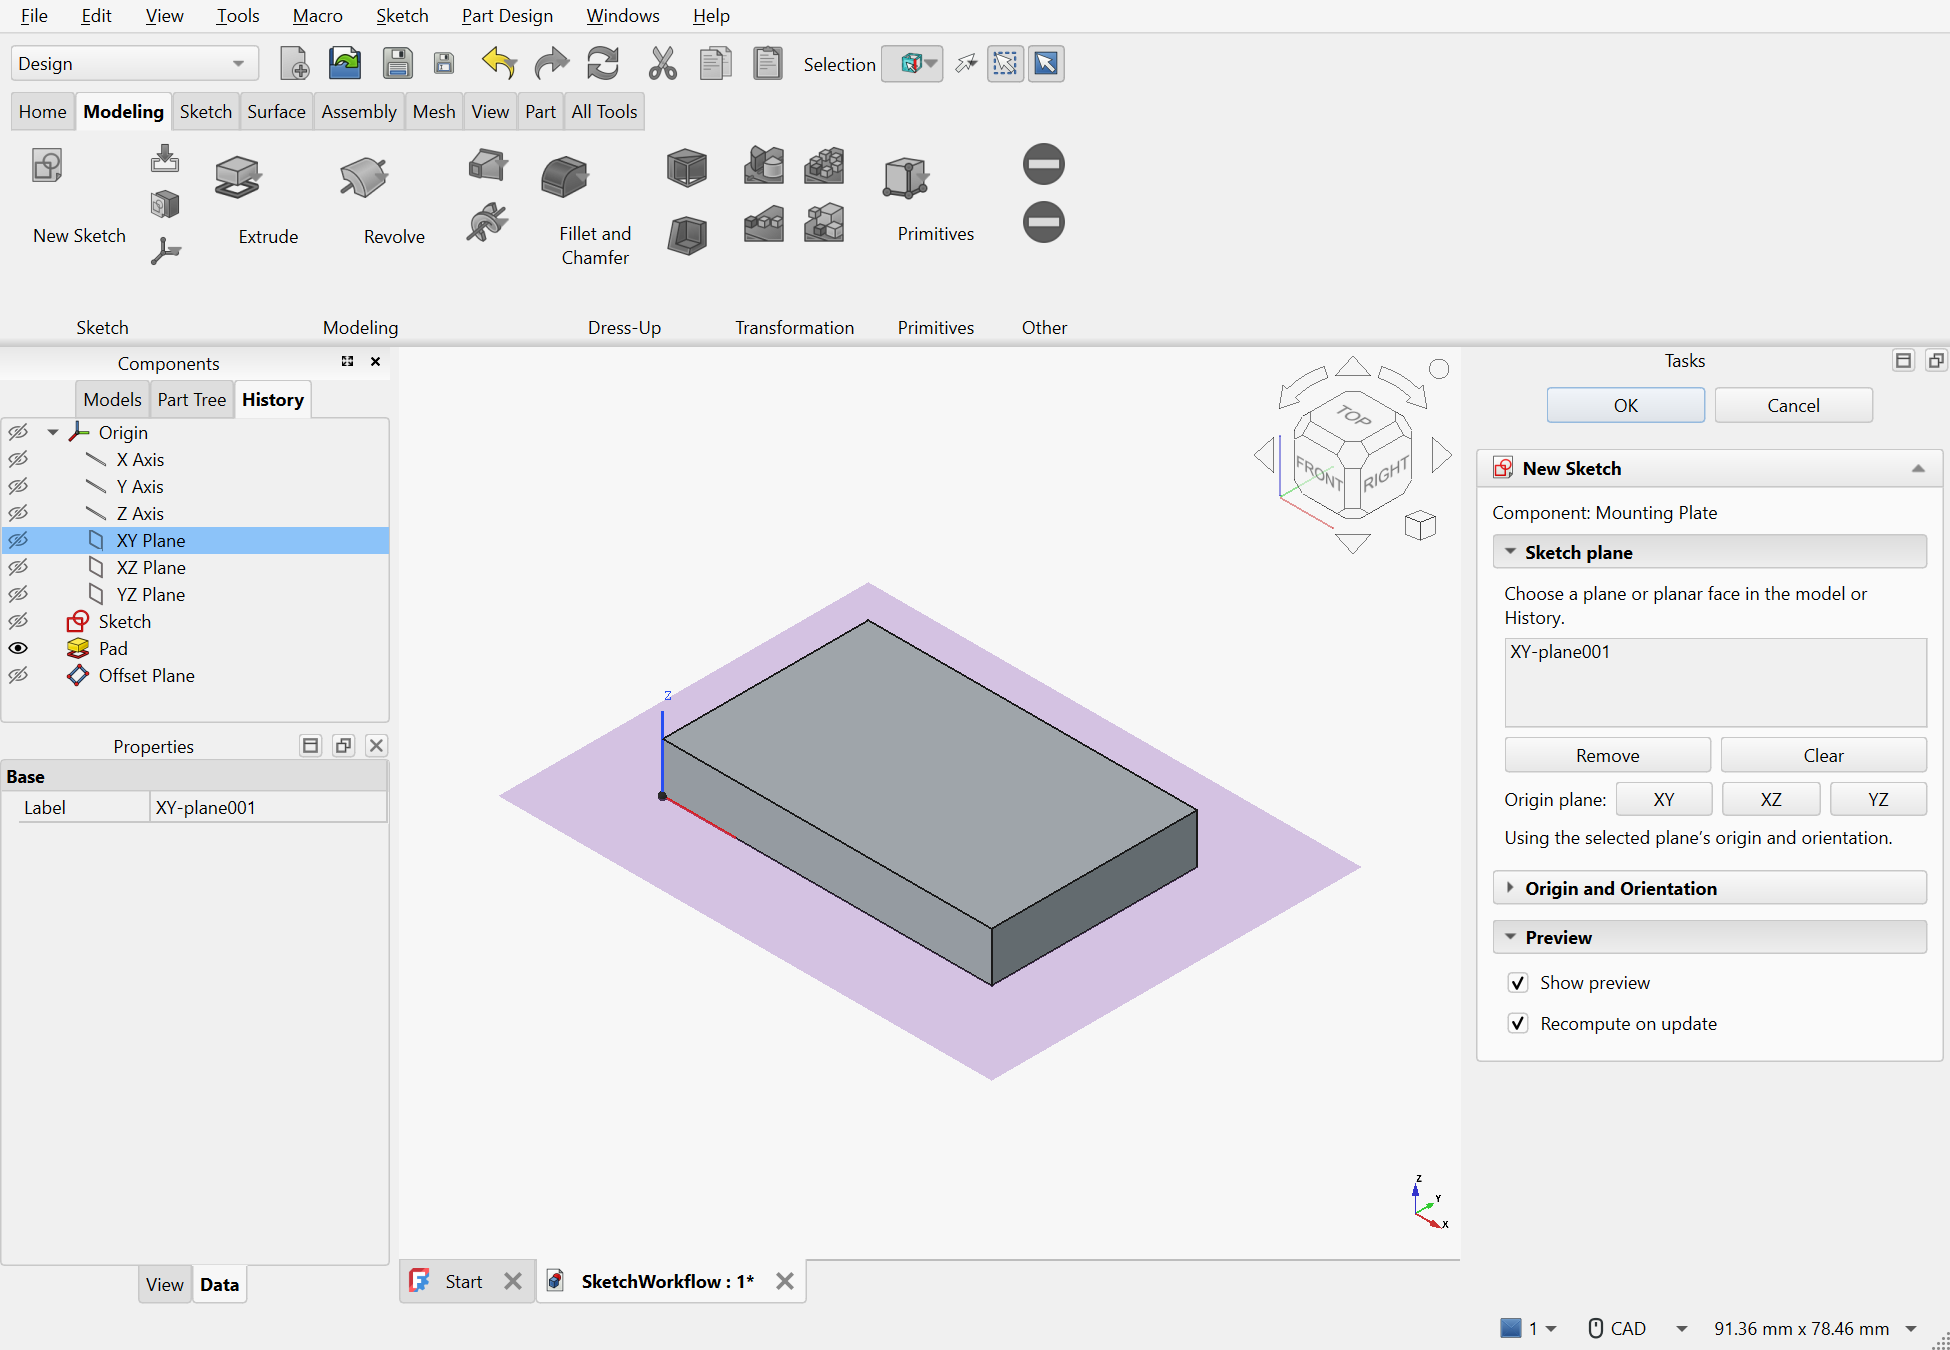 File Edit View Tools Macro Sketch Part Design Windows Help
Design Selection
Home Modeling Sketch Surface Assembly Mesh View Part All Tools
New Sketch Extrude Revolve Fillet and Chamfer Primitives
Sketch Modeling Dress-Up Transformation Primitives Other
Components
Models Part Tree History
Origin
X Axis
Y Axis
Z Axis
XY Plane
XZ Plane
YZ Plane
Sketch
Pad
Offset Plane
Properties
Base
Label XY-plane001
View Data
TOP
FRONT RIGHT
Z
Z
Y
X
Start SketchWorkflow : 1*
Tasks
OK Cancel
New Sketch
Component: Mounting Plate
Sketch plane
Choose a plane or planar face in the model or
History.
XY-plane001
Remove Clear
Origin plane: XY XZ YZ
Using the selected plane’s origin and orientation.
Origin and Orientation
Preview
Show preview
Recompute on update
1 CAD 91.36 mm x 78.46 mm